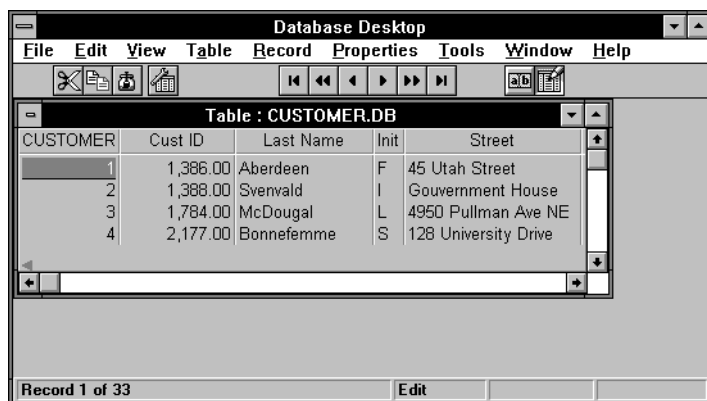 Database Desktop
File Edit View Table Record Properties Tools Window Help
Table : CUSTOMER.DB
CUSTOMER Cust ID Last Name Init Street
1 1,386.00 Aberdeen F 45 Utah Street
2 1,388.00 Svenvald I Gouvernment House
3 1,784.00 McDougal L 4950 Pullman Ave NE
4 2,177.00 Bonnefemme S 128 University Drive
Record 1 of 33 Edit